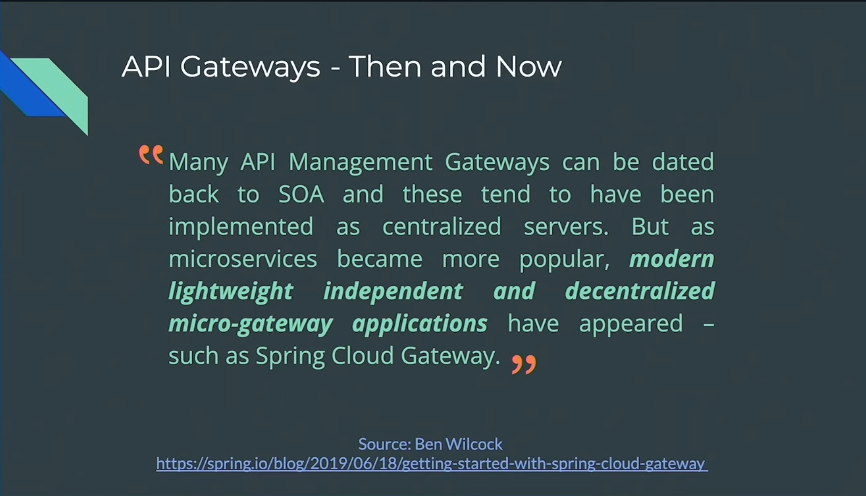 API Gateways - Then and Now
“ Many API Management Gateways can be dated
back to SOA and these tend to have been
implemented as centralized servers. But as
microservices became more popular, modern
lightweight independent and decentralized
micro-gateway applications have appeared –
such as Spring Cloud Gateway. ”
Source: Ben Wilcock
https://spring.io/blog/2019/06/18/getting-started-with-spring-cloud-gateway